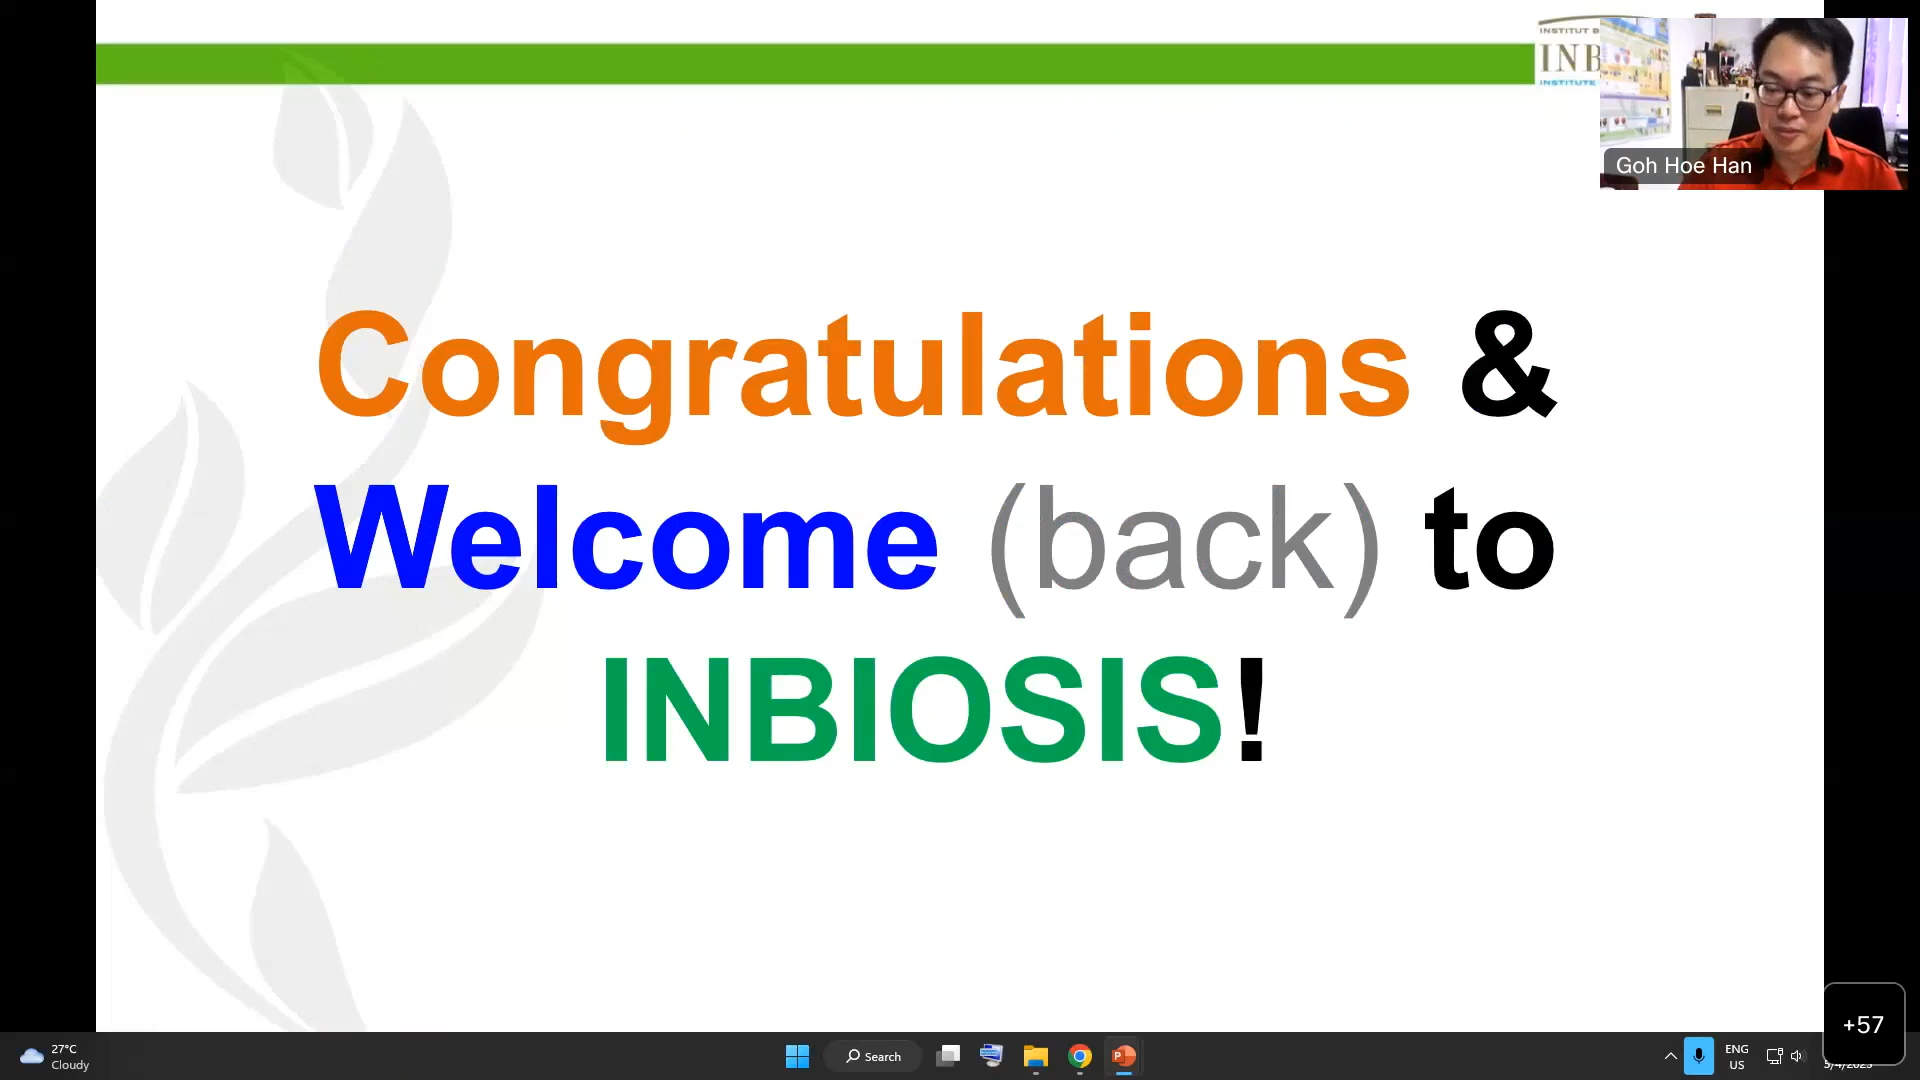 INSTITUT B
INB
INSTITUTE
Goh Hoe Han
Congratulations &
Welcome (back) to
INBIOSIS!
+57
27°C
Cloudy
Search
ENG
US